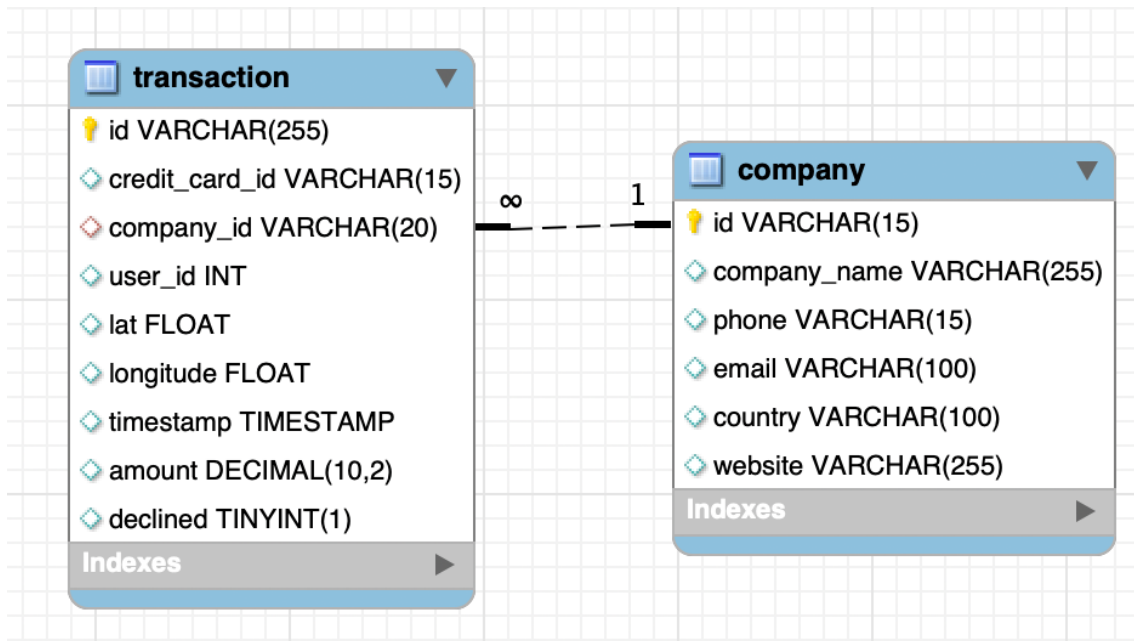 transaction
id VARCHAR(255)
credit_card_id VARCHAR(15)
company_id VARCHAR(20)
user_id INT
lat FLOAT
longitude FLOAT
timestamp TIMESTAMP
amount DECIMAL(10,2)
declined TINYINT(1)
Indexes
∞ 1
company
id VARCHAR(15)
company_name VARCHAR(255)
phone VARCHAR(15)
email VARCHAR(100)
country VARCHAR(100)
website VARCHAR(255)
Indexes